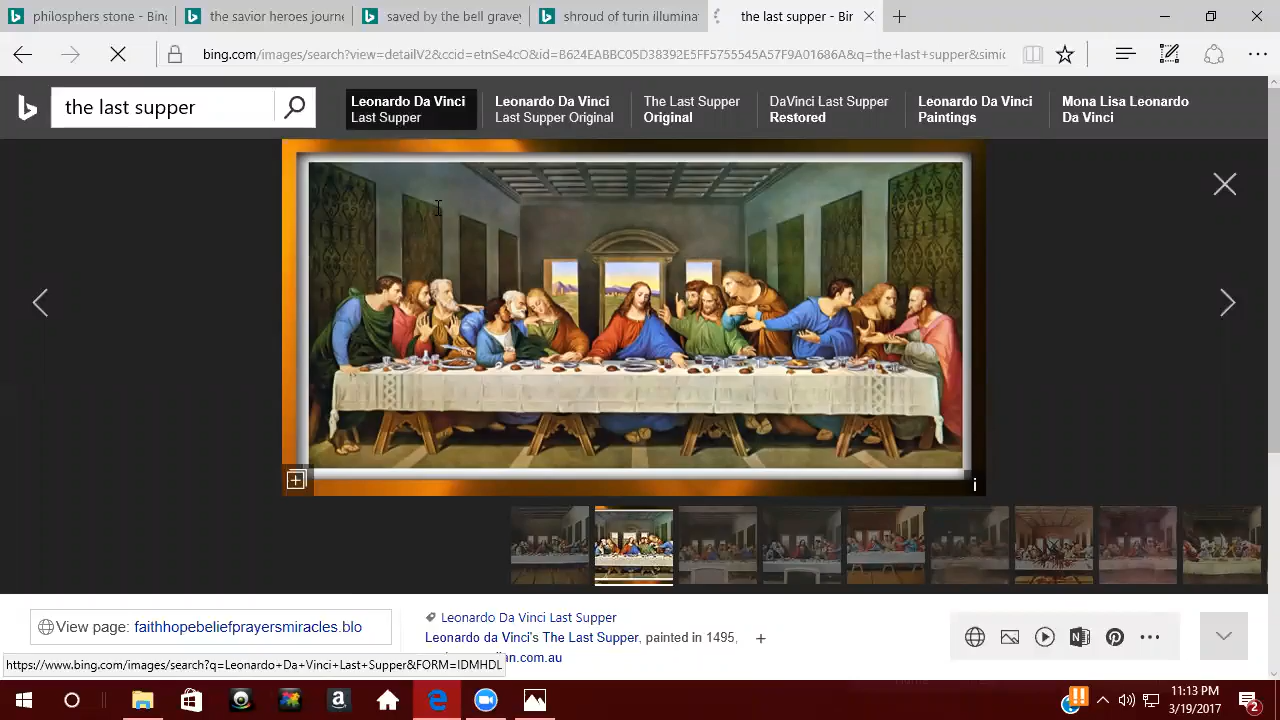 philosphers stone - Bing
the savior heroes journe
saved by the bell gravey
shroud of turin illuminat
the last supper - Bin
bing.com/images/search?view=detailV2&ccid=etnSe4cO&id=B624EABBC05D38392E5FF5755545A57F9A01686A&q=the+last+supper&simic
the last supper
Leonardo Da Vinci
Last Supper
Leonardo Da Vinci
Last Supper Original
The Last Supper
Original
DaVinci Last Supper
Restored
Leonardo Da Vinci
Paintings
Mona Lisa Leonardo
Da Vinci
View page: faithhopebeliefprayersmiracles.blo
Leonardo Da Vinci Last Supper
Leonardo da Vinci's The Last Supper, painted in 1495,
https://www.bing.com/images/search?q=Leonardo+Da+Vinci+Last+Supper&FORM=IDMHDL
11:13 PM
3/19/2017
2